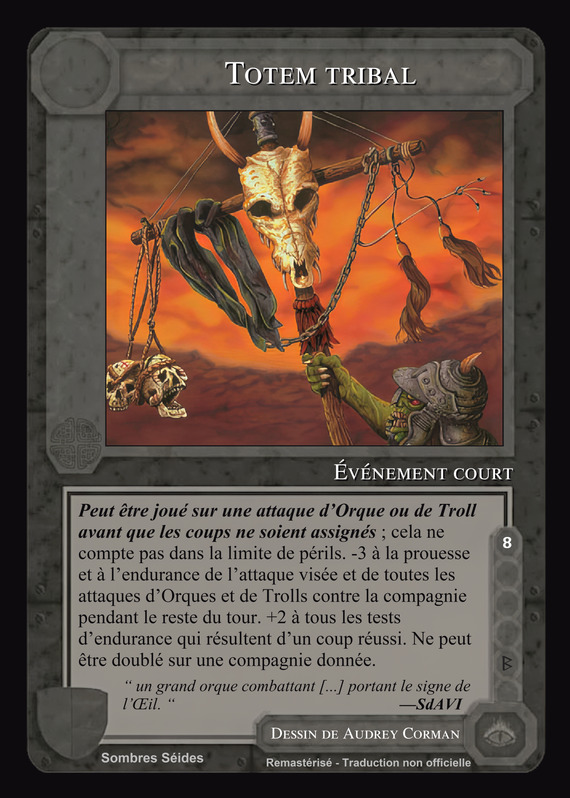 Totem tribal
Événement court
Peut être joué sur une attaque d’Orque ou de Troll
avant que les coups ne soient assignés ; cela ne
compte pas dans la limite de périls. -3 à la prouesse
et à l’endurance de l’attaque visée et de toutes les
attaques d’Orques et de Trolls contre la compagnie
pendant le reste du tour. +2 à tous les tests
d’endurance qui résultent d’un coup réussi. Ne peut
être doublé sur une compagnie donnée.
8
“ un grand orque combattant [...] portant le signe de
l’Œil. “ —SdAVI
Dessin de Audrey Corman
Sombres Séides
Remastérisé - Traduction non officielle